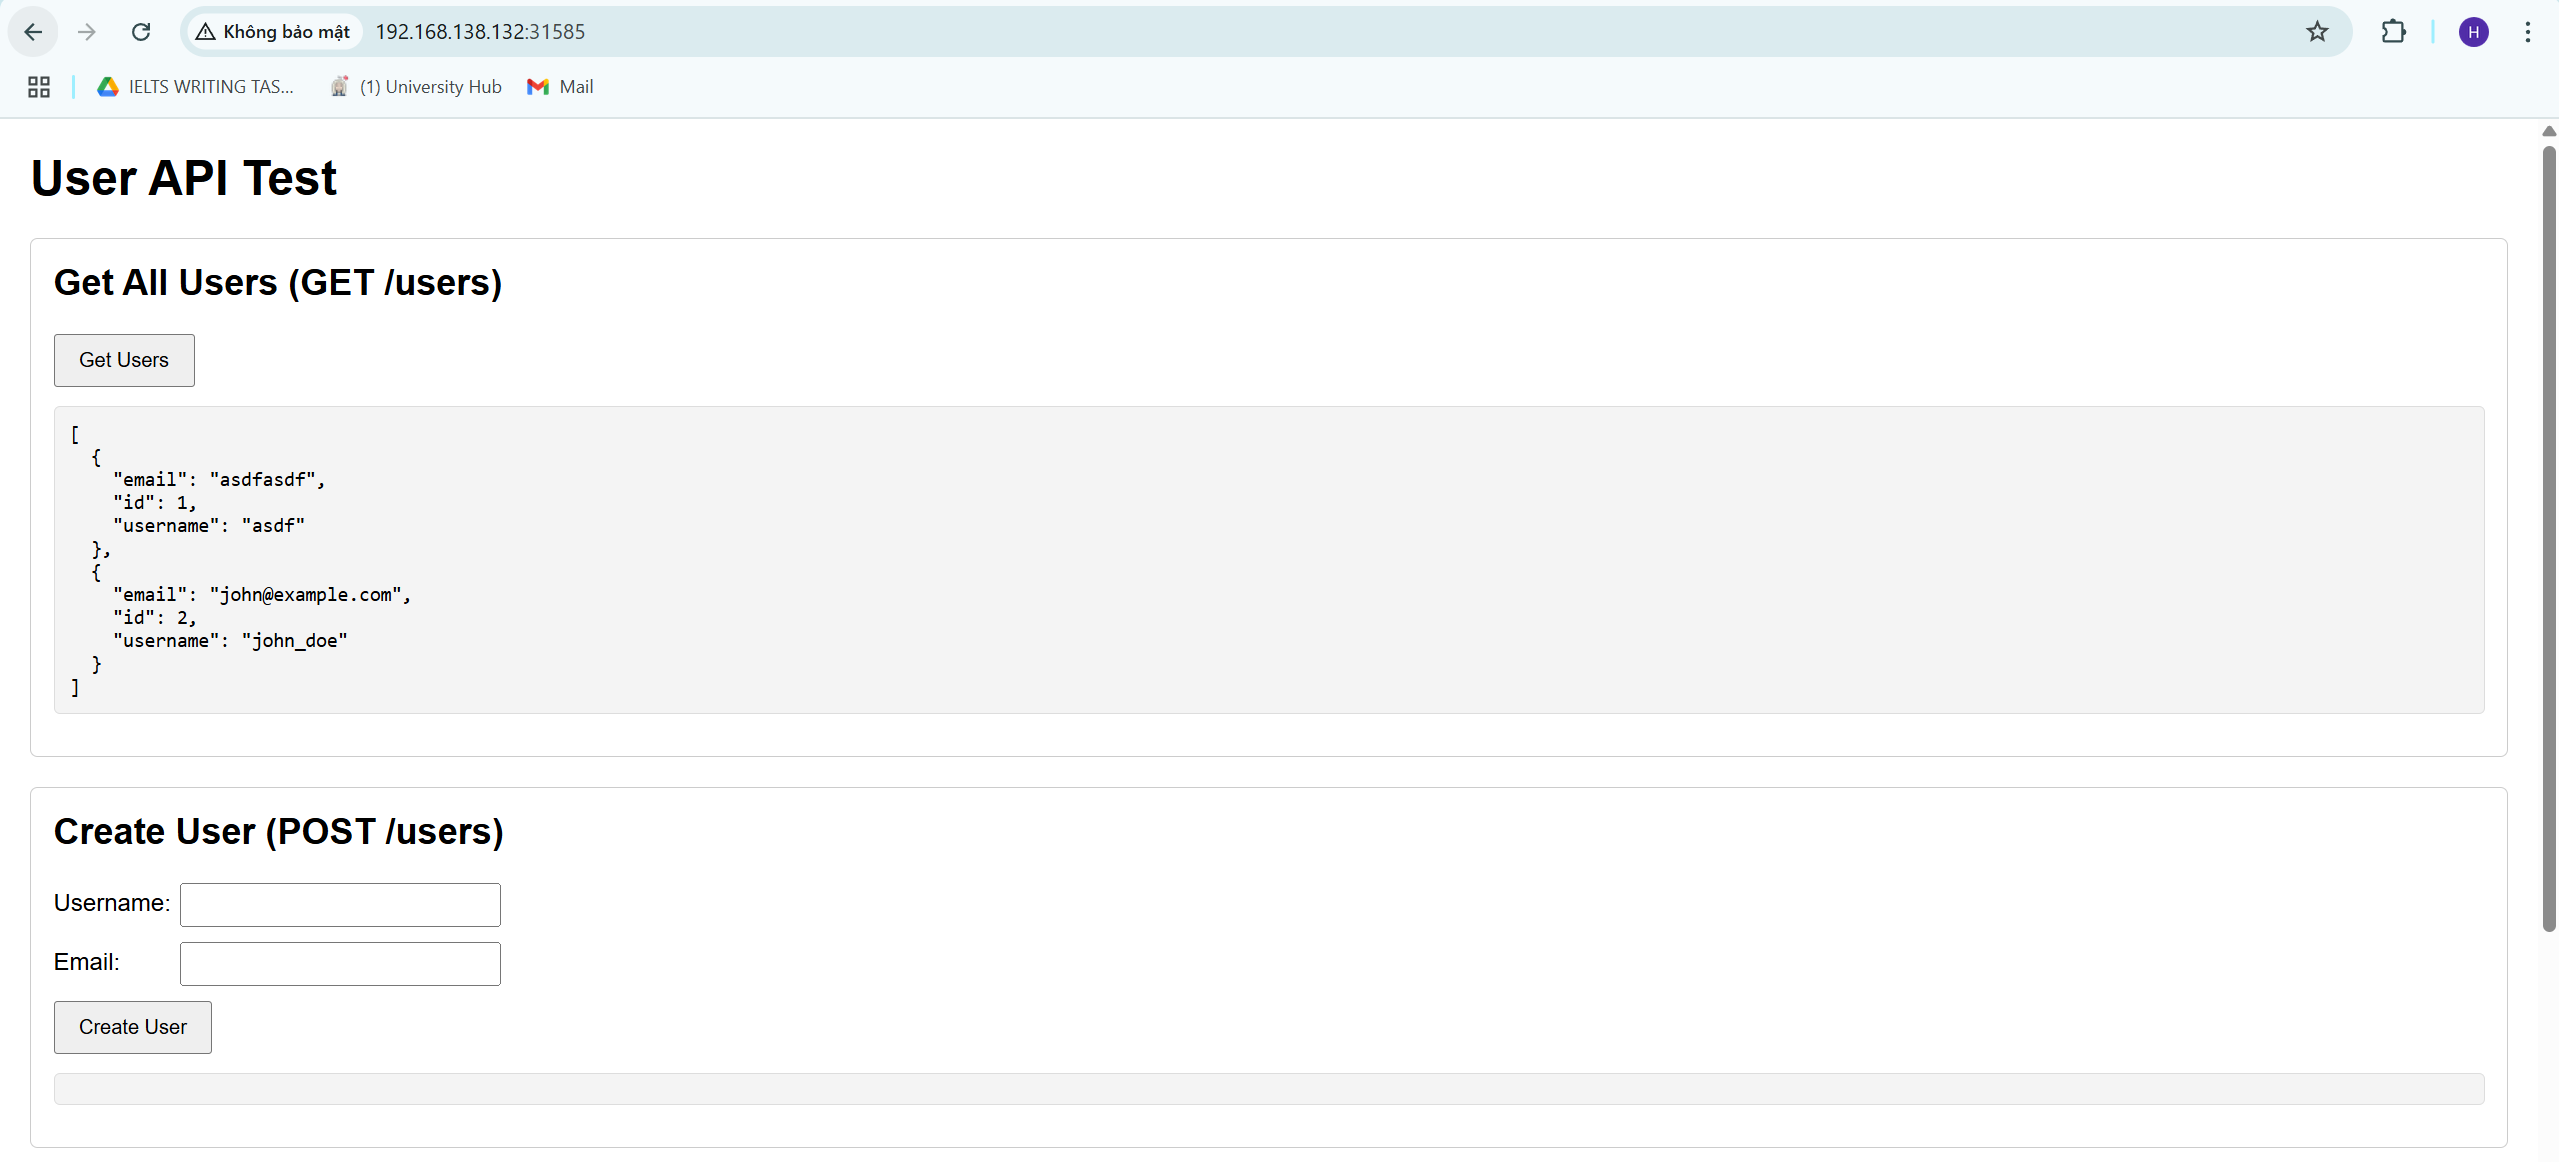 Không bảo mật 192.168.138.132:31585
H
IELTS WRITING TAS... (1) University Hub Mail
User API Test
Get All Users (GET /users)
Get Users
[
  {
    "email": "asdfasdf",
    "id": 1,
    "username": "asdf"
  },
  {
    "email": "john@example.com",
    "id": 2,
    "username": "john_doe"
  }
]
Create User (POST /users)
Username:
Email:
Create User